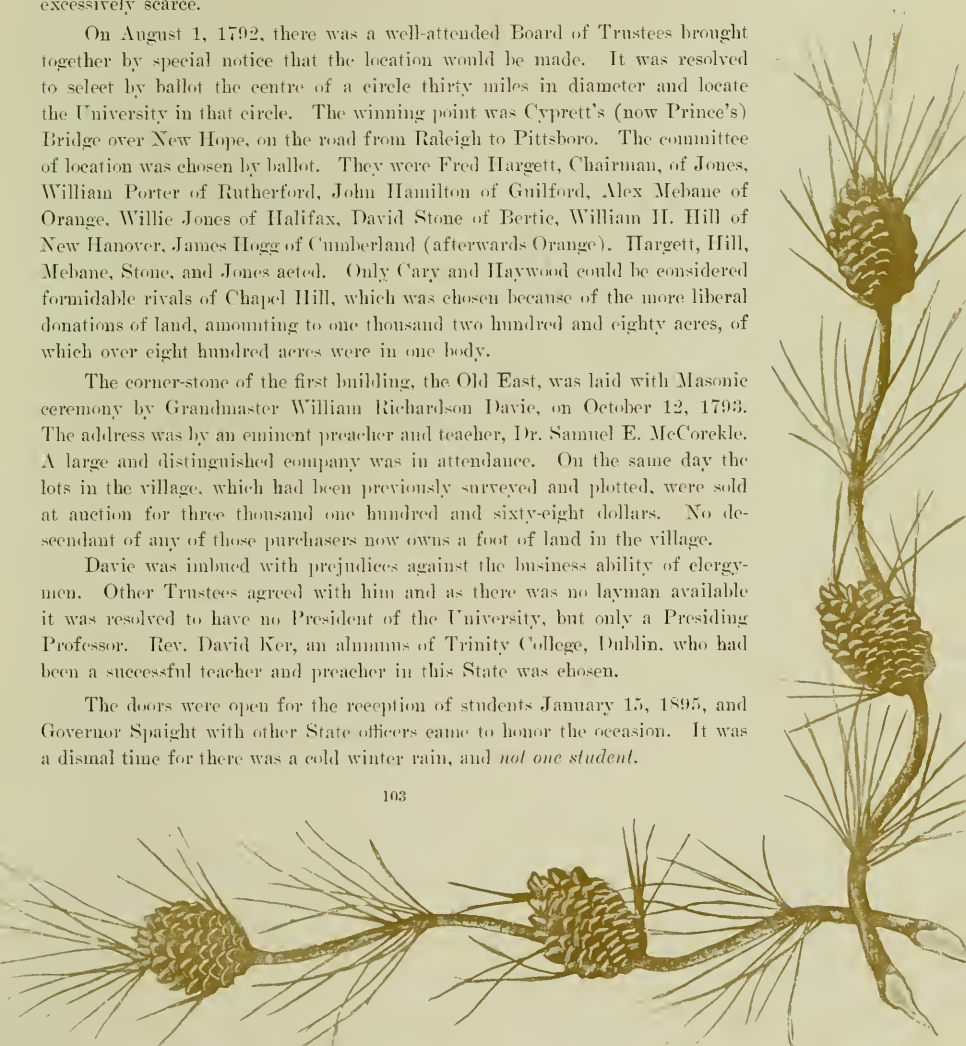 excessively scarce.
On August 1, 1792, there was a well-attended Board of Trustees brought
together by special notice that the location would be made. It was resolved
to select by ballot the centre of a circle thirty miles in diameter and locate
the University in that circle. The winning point was Cyprett's (now Prince's)
Bridge over New Hope, on the road from Raleigh to Pittsboro. The committee
of location was chosen by ballot. They were Fred Hargett, Chairman, of Jones,
William Porter of Rutherford, John Hamilton of Guilford, Alex Mebane of
Orange, Willie Jones of Halifax, David Stone of Bertie, William H. Hill of
New Hanover, James Hogg of Cumberland (afterwards Orange). Hargett, Hill,
Mebane, Stone, and Jones acted. Only Cary and Haywood could be considered
formidable rivals of Chapel Hill, which was chosen because of the more liberal
donations of land, amounting to one thousand two hundred and eighty acres, of
which over eight hundred acres were in one body.
The corner-stone of the first building, the Old East, was laid with Masonic
ceremony by Grandmaster William Richardson Davie, on October 12, 1793.
The address was by an eminent preacher and teacher, Dr. Samuel E. McCorckle.
A large and distinguished company was in attendance. On the same day the
lots in the village, which had been previously surveyed and plotted, were sold
at auction for three thousand one hundred and sixty-eight dollars. No de-
scendant of any of those purchasers now owns a foot of land in the village.
Davie was imbued with prejudices against the business ability of clergy-
men. Other Trustees agreed with him and as there was no layman available
it was resolved to have no President of the University, but only a Presiding
Professor. Rev. David Ker, an alumnus of Trinity College, Dublin, who had
been a successful teacher and preacher in this State was chosen.
The doors were open for the reception of students January 15, 1895, and
Governor Spaight with other State officers came to honor the occasion. It was
a dismal time for there was a cold winter rain, and not one student.
103